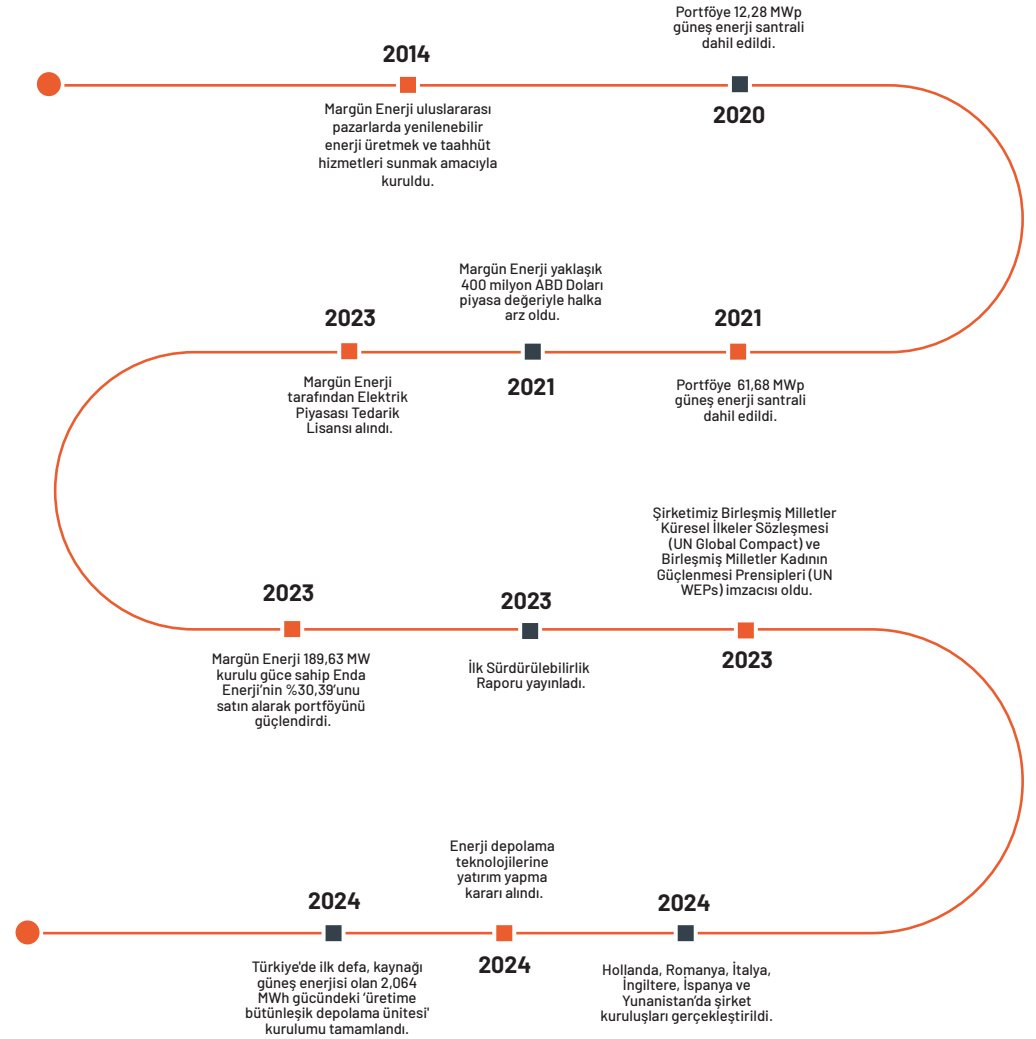 2014
Margün Enerji uluslararası
pazarlarda yenilenebilir
enerji üretmek ve taahhüt
hizmetleri sunmak amacıyla
kuruldu.
Portföye 12,28 MWp
güneş enerji santrali
dahil edildi.
2020
2021
Portföye 61,68 MWp
güneş enerji santrali
dahil edildi.
Margün Enerji yaklaşık
400 milyon ABD Doları
piyasa değeriyle halka
arz oldu.
2021
2023
Margün Enerji
tarafından Elektrik
Piyasası Tedarik
Lisansı alındı.
2023
Margün Enerji 189,63 MW
kurulu güce sahip Enda
Enerji’nin %30,39’unu
satın alarak portföyünü
güçlendirdi.
2023
İlk Sürdürülebilirlik
Raporu yayınladı.
Şirketimiz Birleşmiş Milletler
Küresel İlkeler Sözleşmesi
(UN Global Compact) ve
Birleşmiş Milletler Kadının
Güçlenmesi Prensipleri (UN
WEPs) imzacısı oldu.
2023
2024
Hollanda, Romanya, İtalya,
İngiltere, İspanya ve
Yunanistan’da şirket
kuruluşları gerçekleştirildi.
Enerji depolama
teknolojilerine
yatırım yapma
kararı alındı.
2024
2024
Türkiye'de ilk defa, kaynağı
güneş enerjisi olan 2,064
MWh gücündeki ‘üretime
bütünleşik depolama ünitesi'
kurulumu tamamlandı.